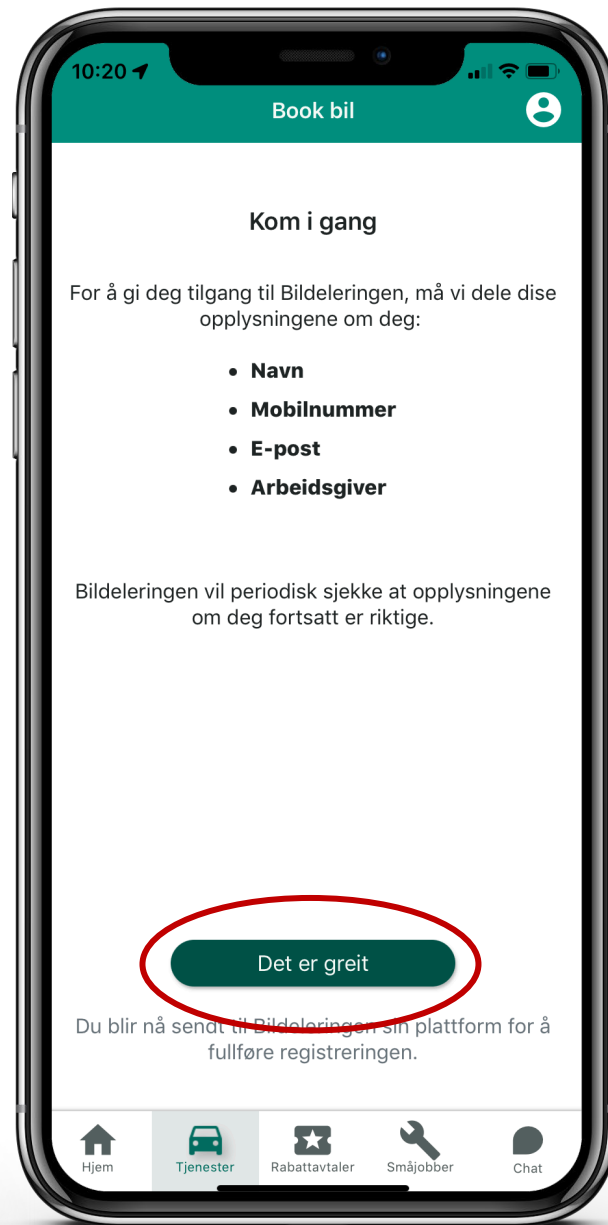 10:20
Book bil
Kom i gang
For å gi deg tilgang til Bildeleringen, må vi dele dise
opplysningene om deg:
• Navn
• Mobilnummer
• E-post
• Arbeidsgiver
Bildeleringen vil periodisk sjekke at opplysningene
om deg fortsatt er riktige.
Det er greit
Du blir nå sendt til Bildeleringen sin plattform for å
fullføre registreringen.
Hjem Tjenester Rabattavtaler Småjobber Chat